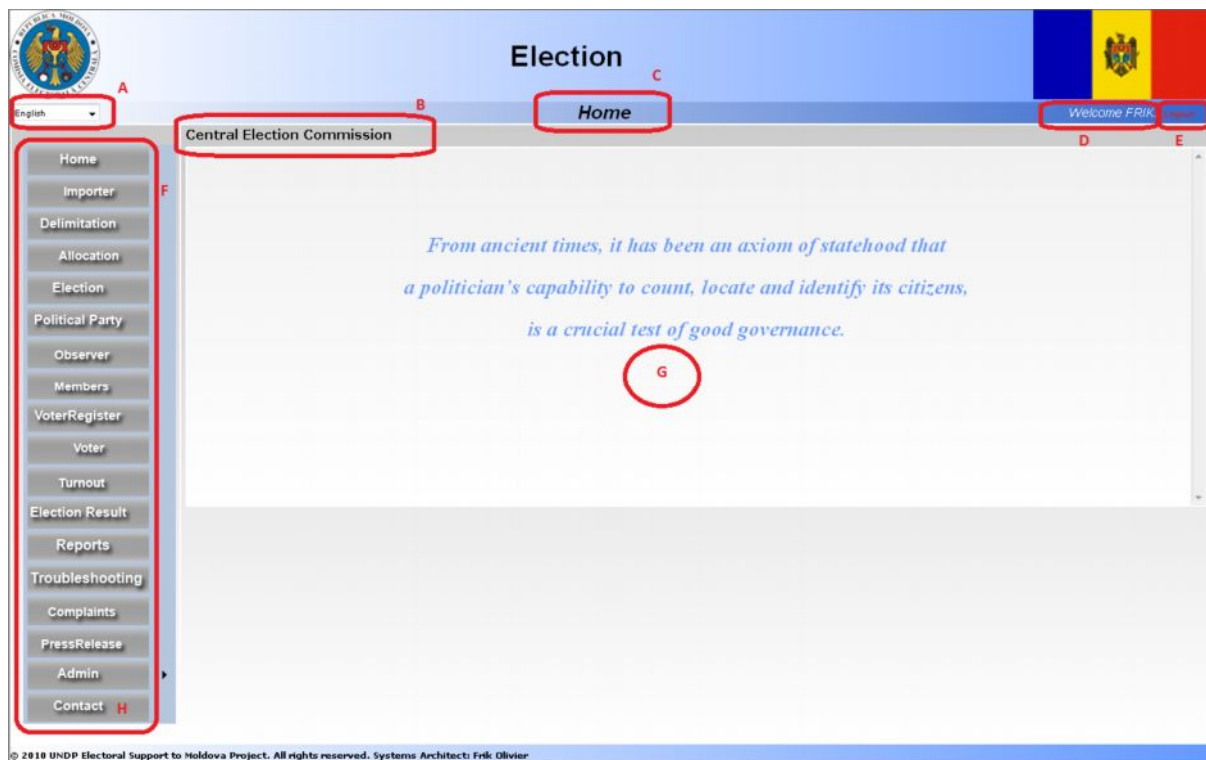 Election
A
B
C
English
Home
Welcome FRIK
Logout
D
E
Central Election Commission
Home
Importer
F
Delimitation
Allocation
Election
Political Party
Observer
Members
VoterRegister
Voter
Turnout
Election Result
Reports
Troubleshooting
Complaints
PressRelease
Admin
Contact
H
From ancient times, it has been an axiom of statehood that
a politician's capability to count, locate and identify its citizens,
is a crucial test of good governance.
G
© 2010 UNDP Electoral Support to Moldova Project. All rights reserved. Systems Architect: Frik Olivier